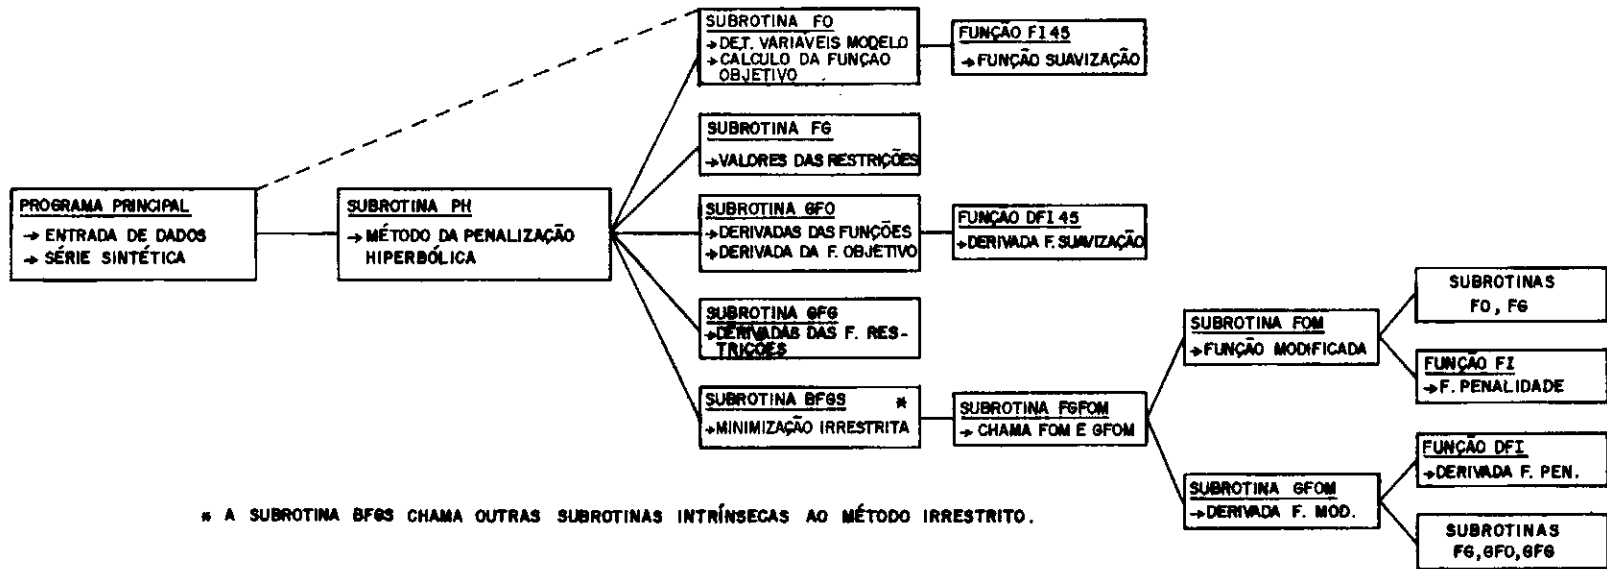 PROGRAMA PRINCIPAL
→ ENTRADA DE DADOS
→ SÉRIE SINTÉTICA
SUBROTINA PH
→ MÉTODO DA PENALIZAÇÃO
HIPERBÓLICA
SUBROTINA FO
→ DET. VARIAVEIS MODELO
→ CALCULO DA FUNÇAO
OBJETIVO
FUNÇÃO FI45
→ FUNÇÃO SUAVIZAÇÃO
SUBROTINA FG
→ VALORES DAS RESTRIÇÕES
SUBROTINA GFO
→ DERIVADAS DAS FUNÇÕES
→ DERIVADA DA F. OBJETIVO
FUNÇÃO DFI45
→ DERIVADA F. SUAVIZAÇÃO
SUBROTINA GFG
→ DERIVADAS DAS F. RES-
TRIÇOES
SUBROTINA BFGS *
→ MINIMIZAÇÃO IRRESTRITA
SUBROTINA FGFOM
→ CHAMA FOM E GFOM
SUBROTINA FOM
→ FUNÇÃO MODIFICADA
SUBROTINAS
FO, FG
FUNÇÃO FI
→ F. PENALIDADE
SUBROTINA GFOM
→ DERIVADA F. MOD.
FUNÇÃO DFI
→ DERIVADA F. PEN.
SUBROTINAS
FG, GFO, GFG
* A SUBROTINA BFGS CHAMA OUTRAS SUBROTINAS INTRÍNSECAS AO MÉTODO IRRESTRITO.